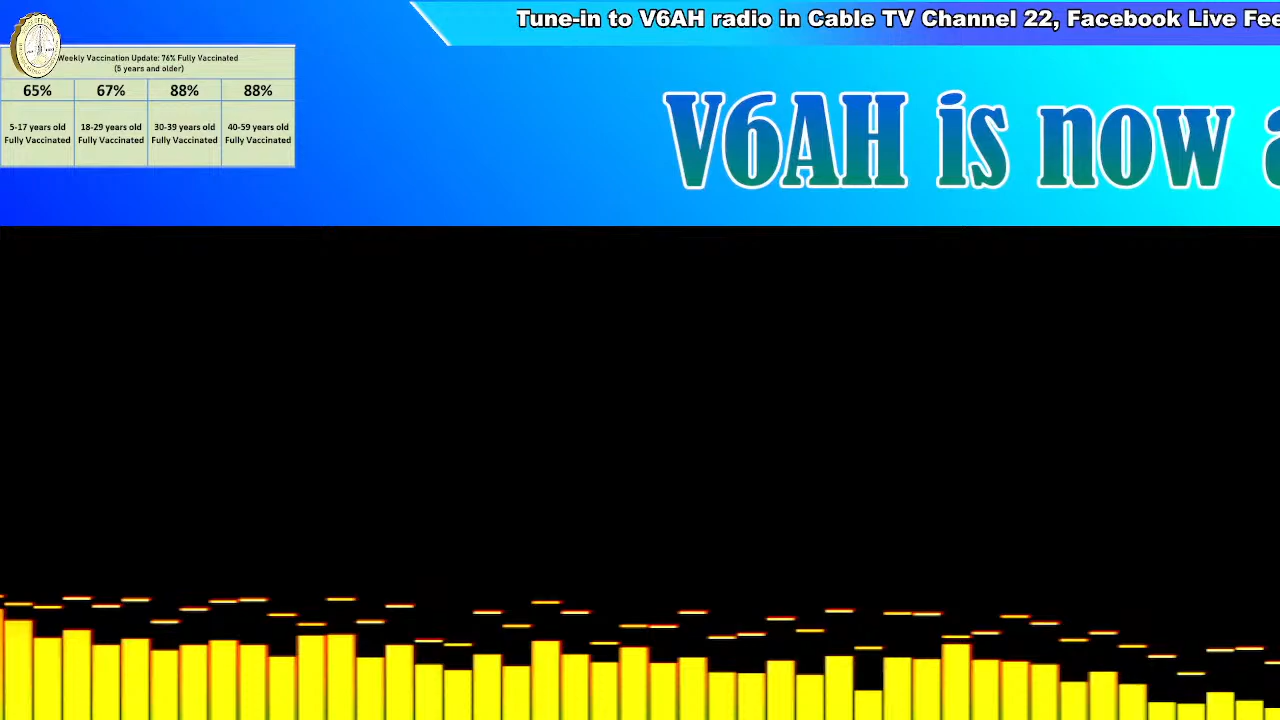 Tune-in to V6AH radio in Cable TV Channel 22, Facebook Live Fee
Weekly Vaccination Update: 76% Fully Vaccinated
(5 years and older)
65% 67% 88% 88%
5-17 years old 18-29 years old 30-39 years old 40-59 years old
Fully Vaccinated Fully Vaccinated Fully Vaccinated Fully Vaccinated
V6AH is now a